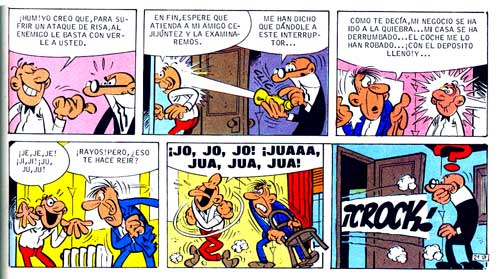 ¡HUM! YO CREO QUE, PARA SU-
FRIR UN ATAQUE DE RISA, AL
ENEMIGO LE BASTA CON VER-
LE A USTED.
EN FIN, ESPERE QUE
ATIENDA A MI AMIGO CE-
JIJÚNTEZ Y LA EXAMINA-
REMOS.
ME HAN DICHO
QUE DÁNDOLE A
ESTE INTERRUP-
TOR...
COMO TE DECÍA, MI NEGOCIO SE HA
IDO A LA QUIEBRA... MI CASA SE HA
DERRUMBADO... EL COCHE ME LO
HAN ROBADO... ¡CON EL DEPÓSITO
LLENO! Y...
¡JE, JE, JE!
¡JI, JI! ¡JU,
JU, JU!
¡RAYOS! PERO, ¿ESO
TE HACE REIR?
¡JO, JO, JO! ¡JUAAA,
JUA, JUA, JUA!
¡CROCK!
?